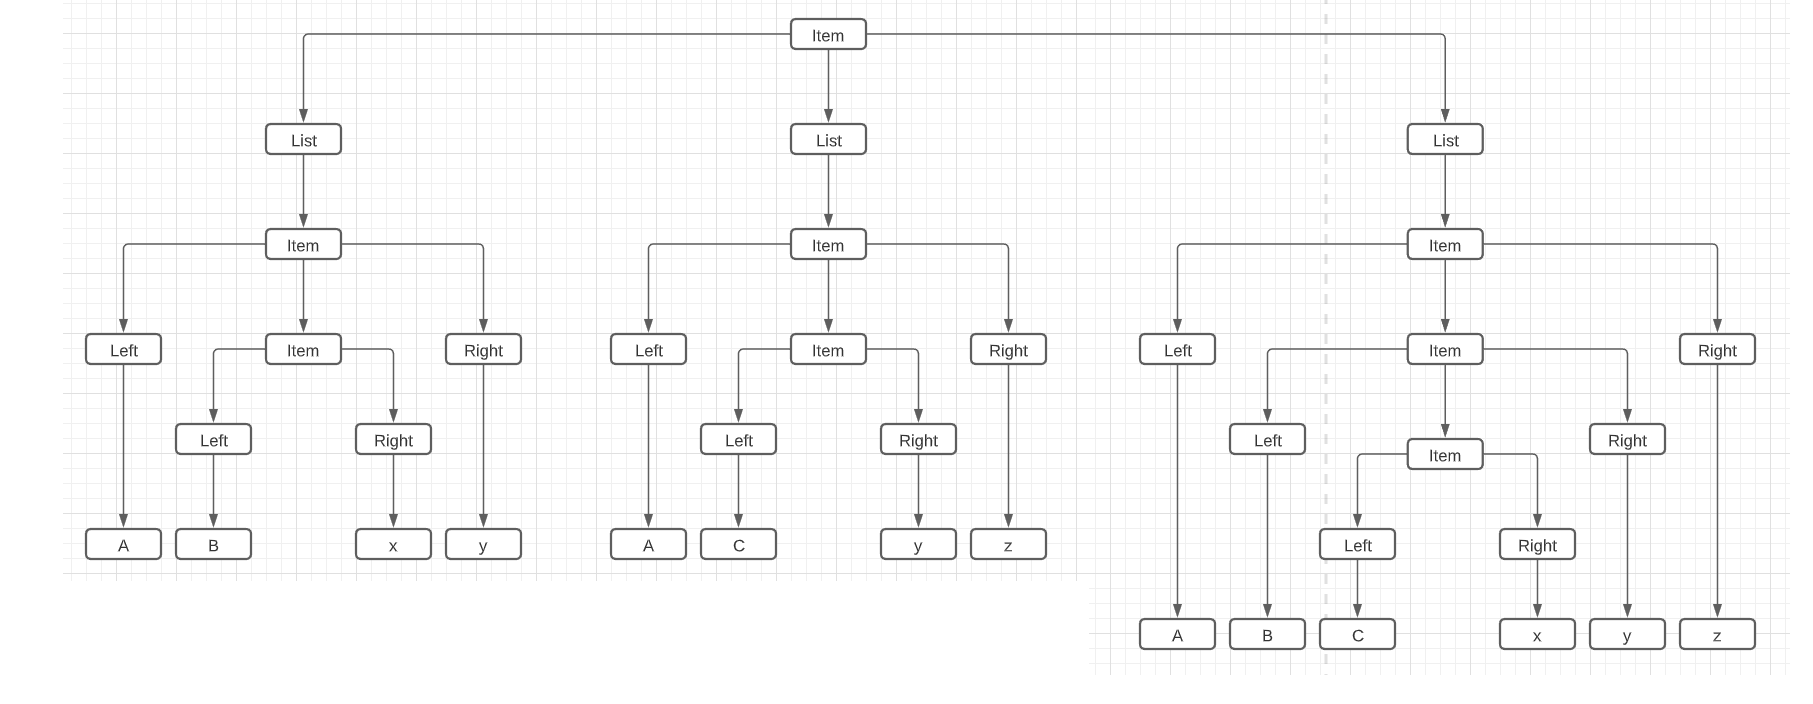 Item
List List List
Item Item Item
Left Item Right Left Item Right Left Item Right
Left Right Left Right Left Right
Item
A B x y A C y z Left Right
A B C x y z